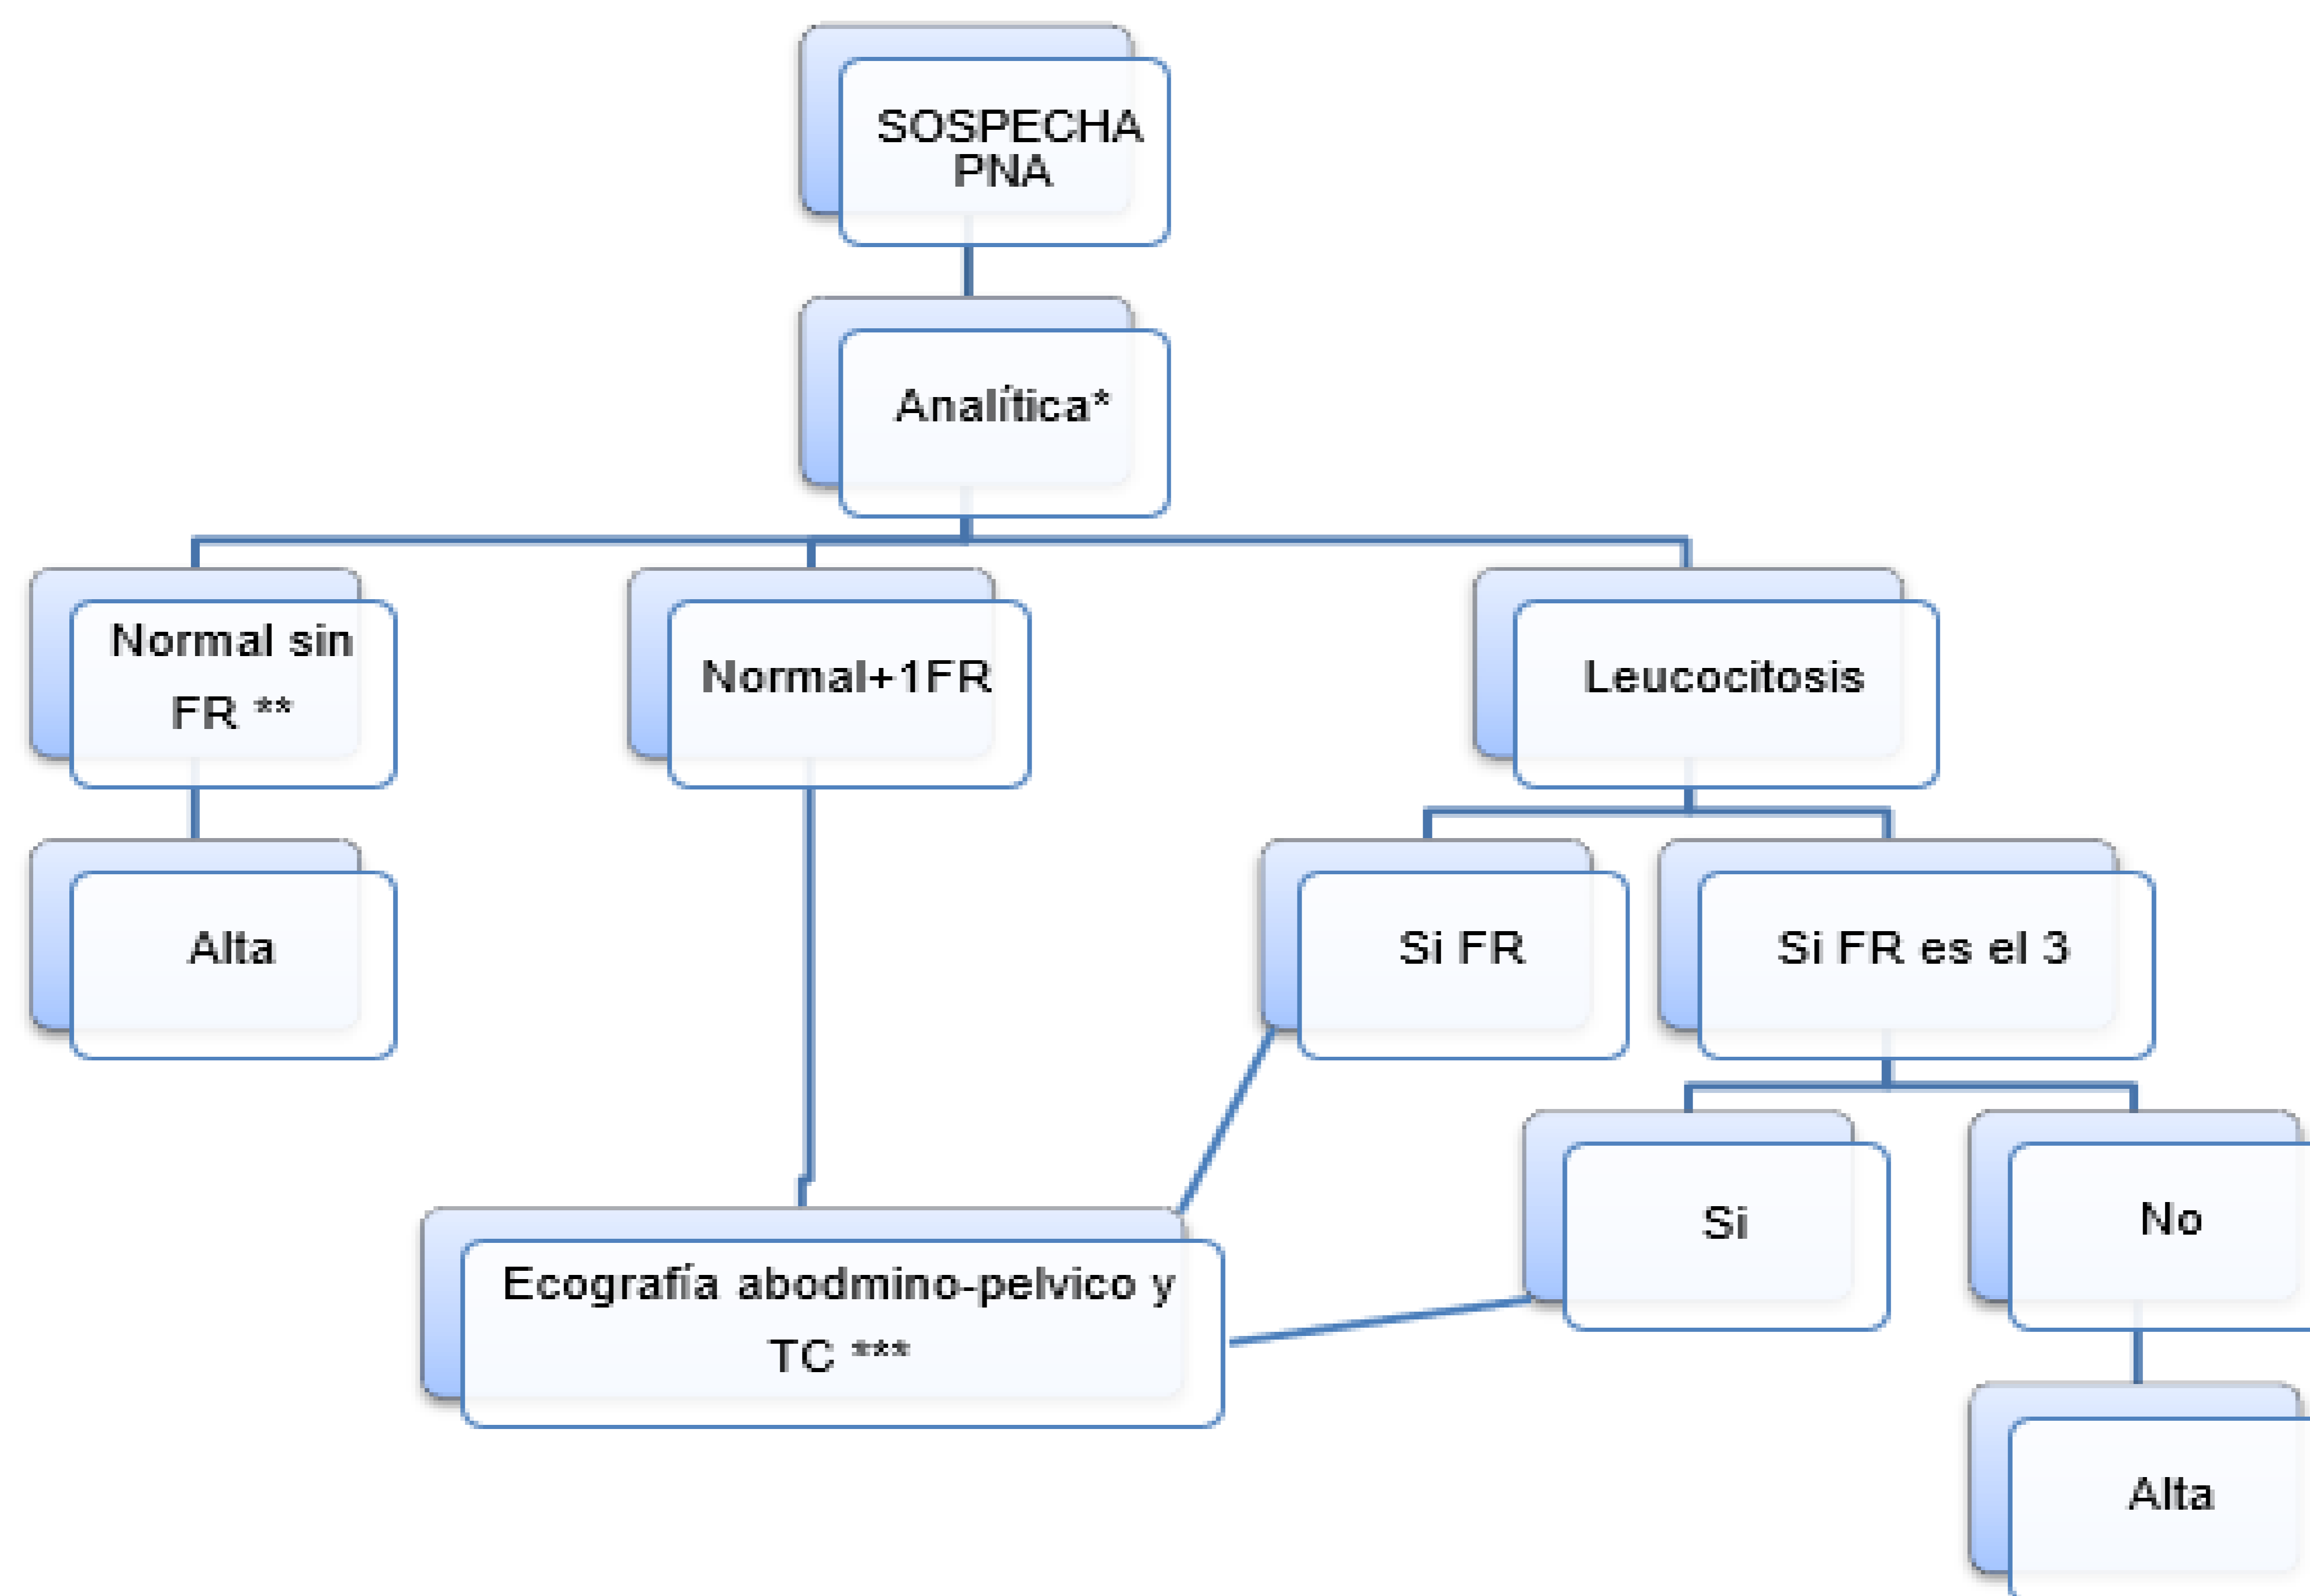 SOSPECHA
PNA
Analítica*
Normal sin
FR **
Normal+1FR
Leucocitosis
Alta
Si FR
Si FR es el 3
Si
No
Ecografía abodmino-pelvico y
TC ***
Alta